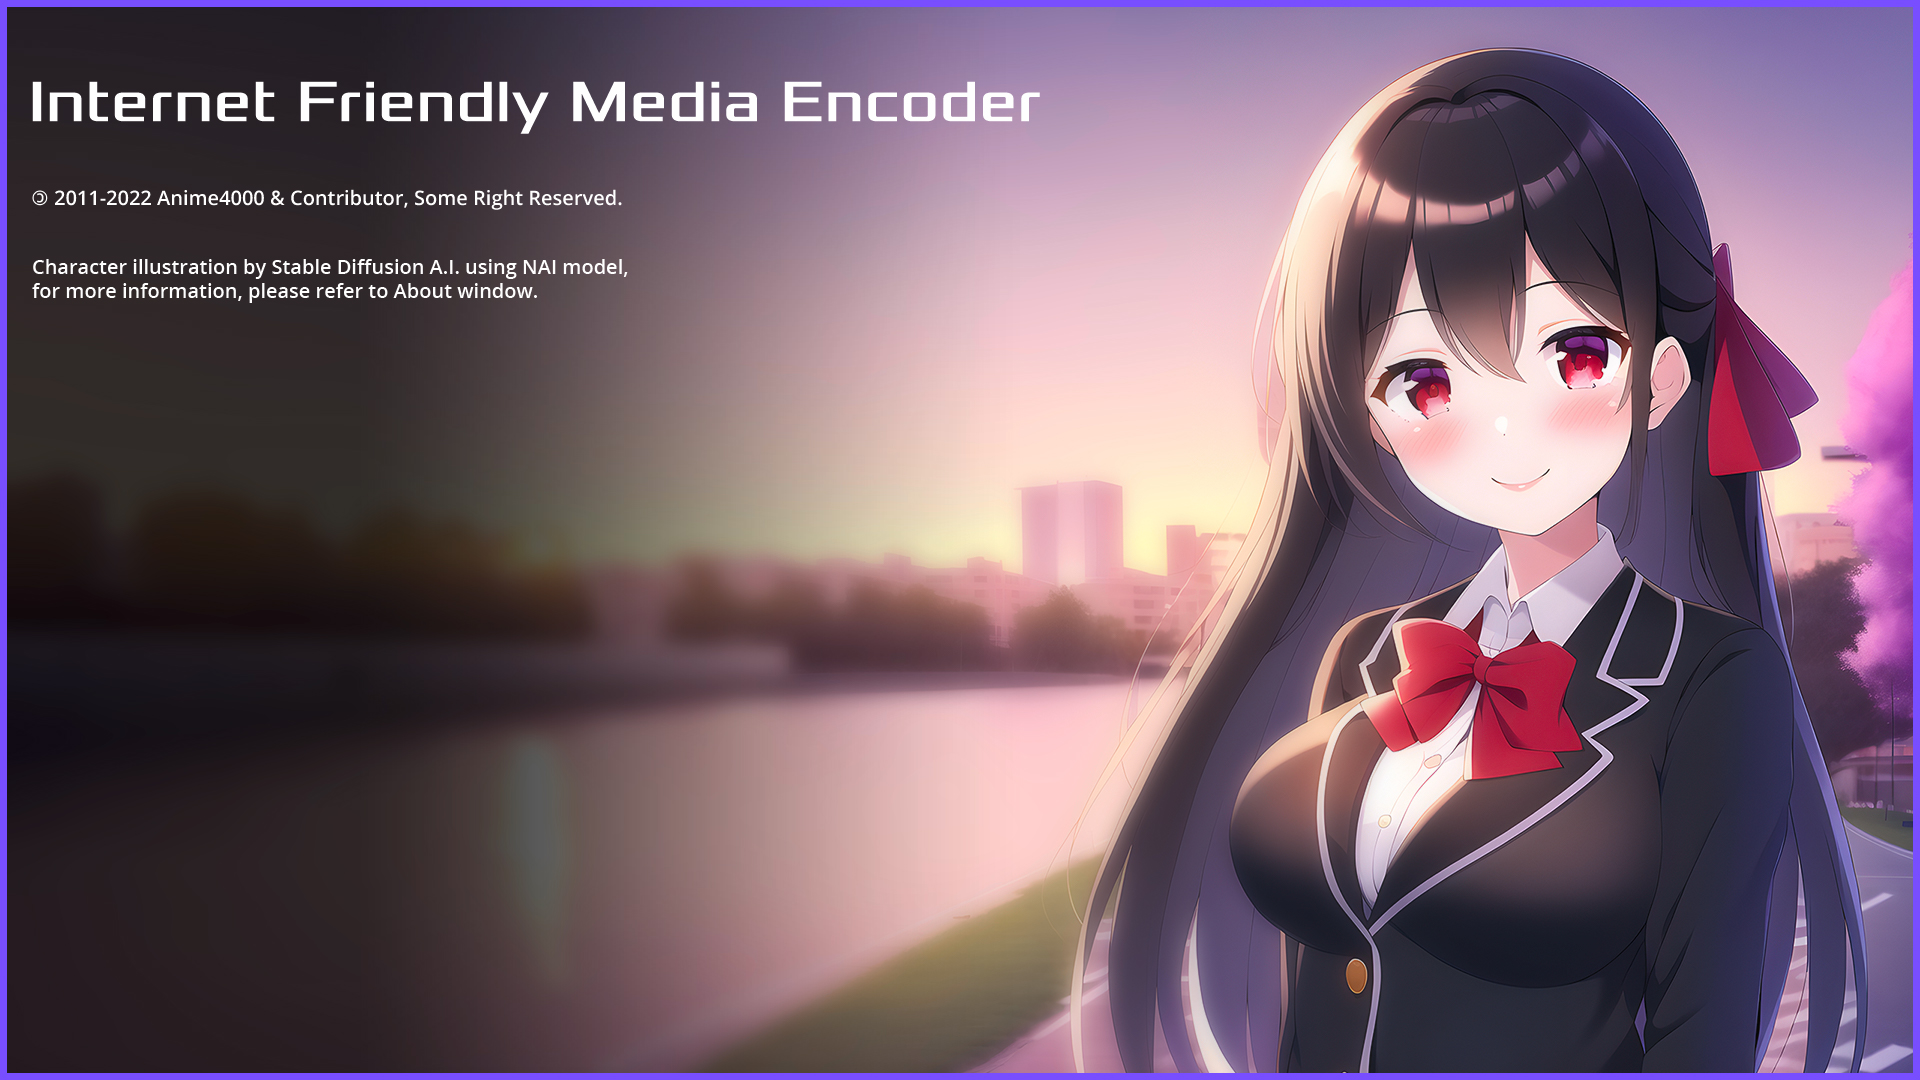 Internet Friendly Media Encoder
🄯 2011-2022 Anime4000 & Contributor, Some Right Reserved.
Character illustration by Stable Diffusion A.I. using NAI model,
for more information, please refer to About window.